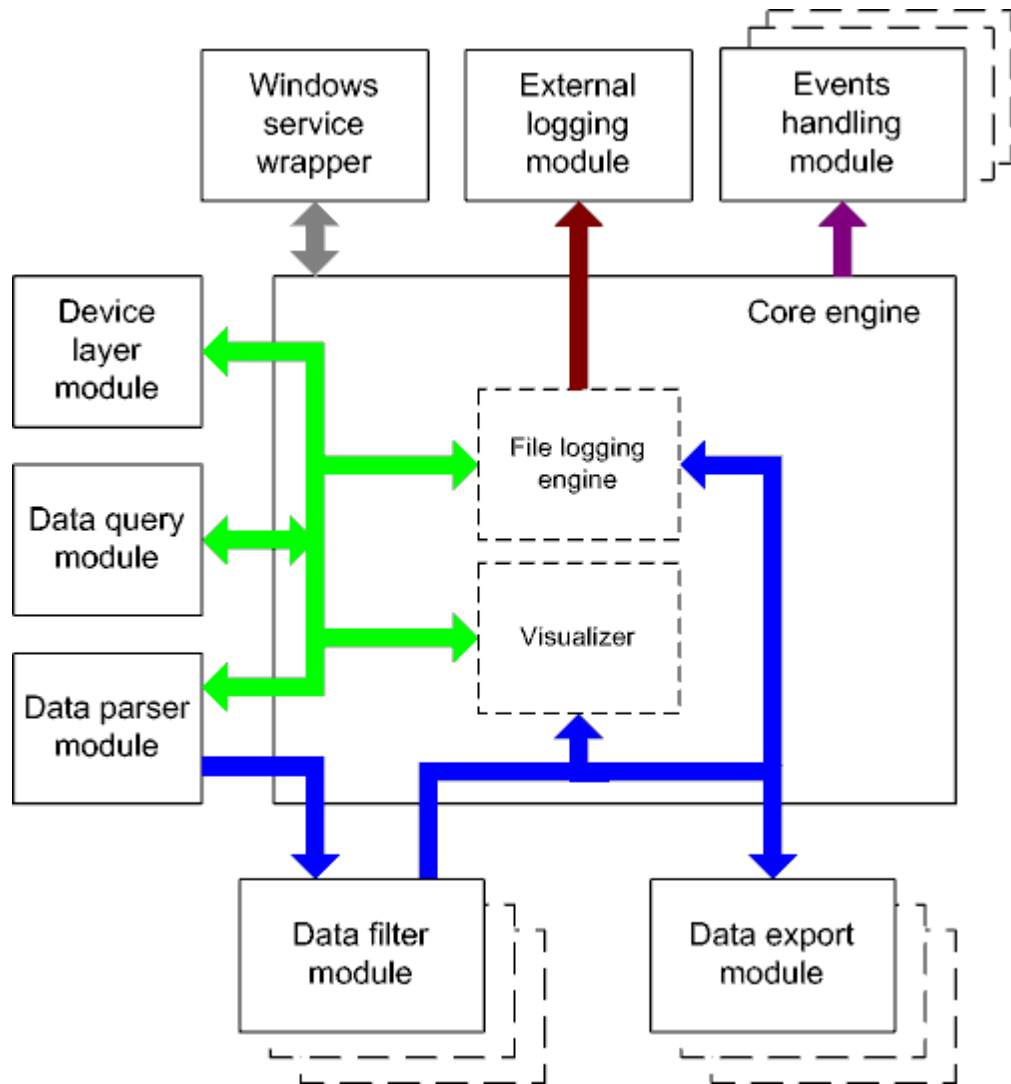 Windows
service
wrapper
External
logging
module
Events
handling
module
Device
layer
module
Core engine
File logging
engine
Data query
module
Visualizer
Data parser
module
Data filter
module
Data export
module